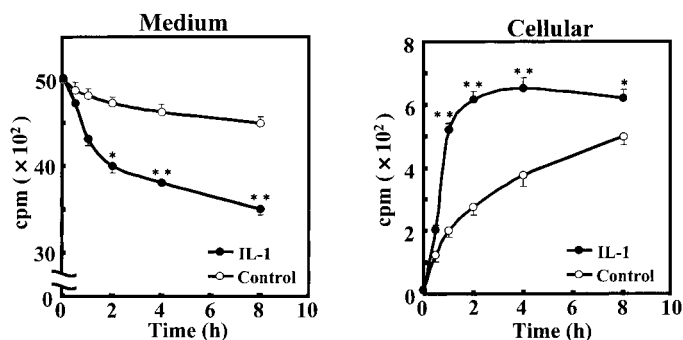 Medium
cpm (×10²)
50
40
30
0
*
**
**
IL-1
Control
0 2 4 6 8 10
Time (h)
Cellular
cpm (×10²)
8
6
4
2
0
**
**
**
*
IL-1
Control
0 2 4 6 8 10
Time (h)